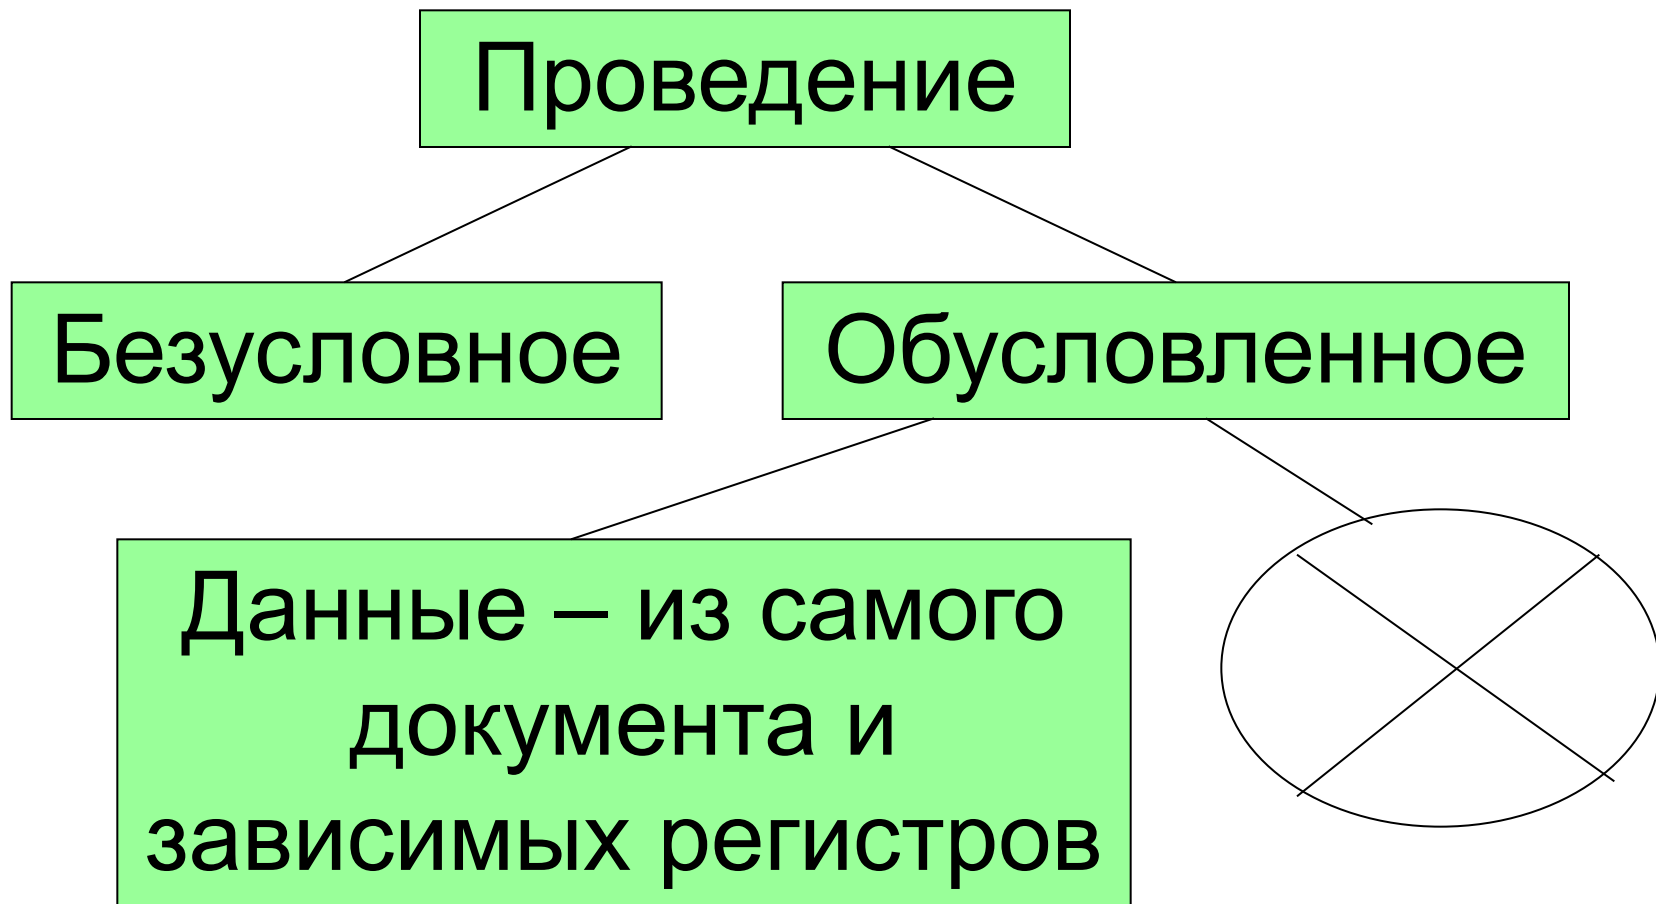 Проведение
Безусловное
Обусловленное
Данные – из самого
документа и
зависимых регистров